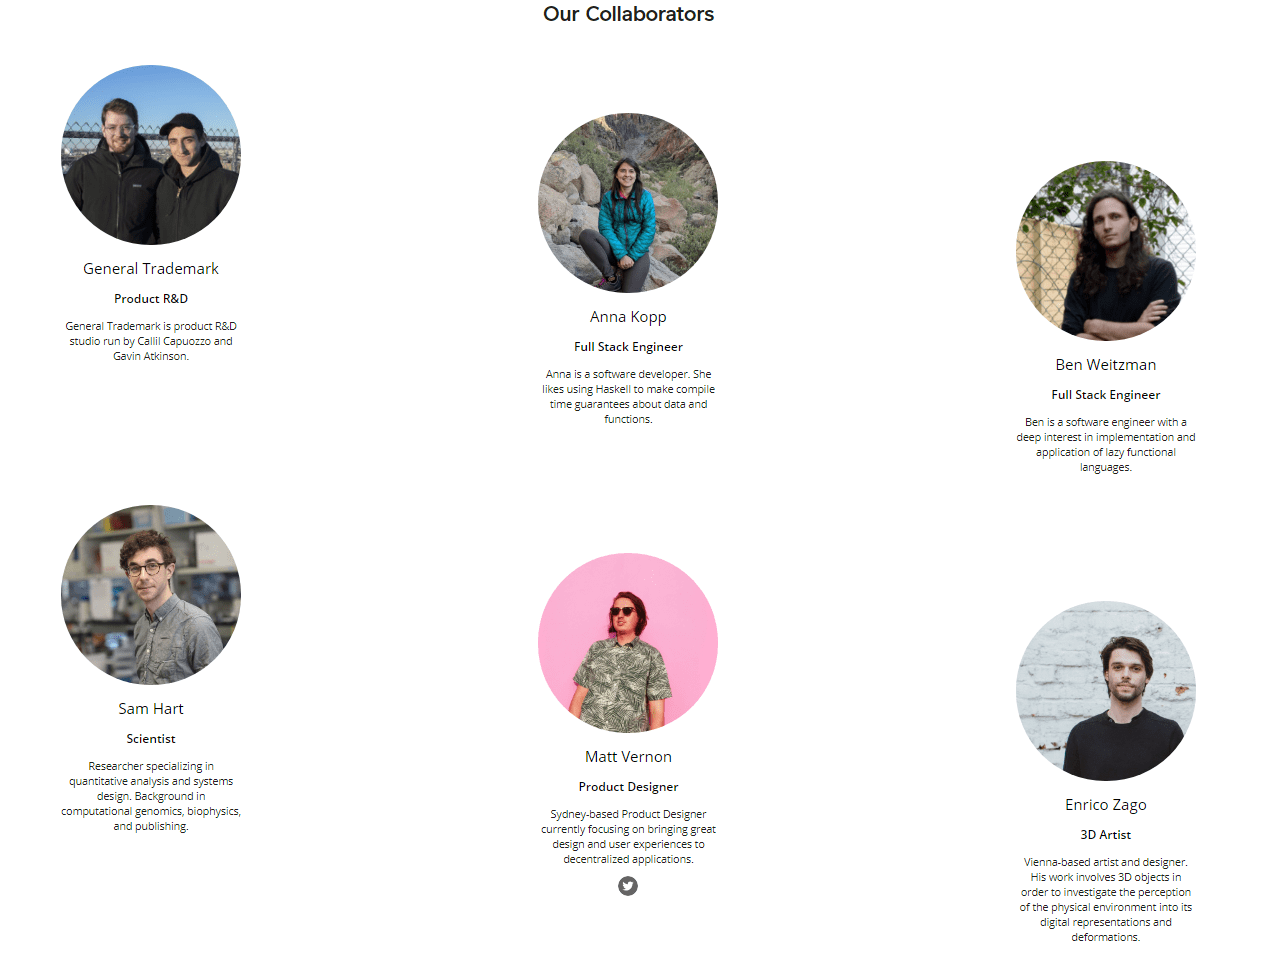 Our Collaborators
General Trademark
Product R&D
General Trademark is product R&D
studio run by Callil Capuozzo and
Gavin Atkinson.
Anna Kopp
Full Stack Engineer
Anna is a software developer. She
likes using Haskell to make compile
time guarantees about data and
functions.
Ben Weitzman
Full Stack Engineer
Ben is a software engineer with a
deep interest in implementation and
application of lazy functional
languages.
Sam Hart
Scientist
Researcher specializing in
quantitative analysis and systems
design. Background in
computational genomics, biophysics,
and publishing.
Matt Vernon
Product Designer
Sydney-based Product Designer
currently focusing on bringing great
design and user experiences to
decentralized applications.
Enrico Zago
3D Artist
Vienna-based artist and designer.
His work involves 3D objects in
order to investigate the perception
of the physical environment into its
digital representations and
deformations.